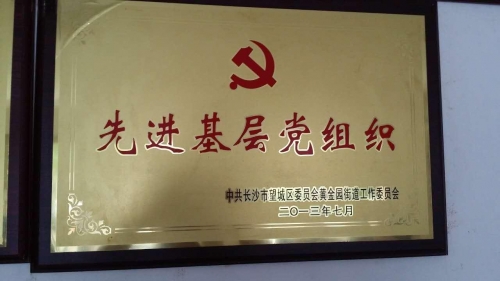 先进基层党组织
中共长沙市望城区委员会黄金园街道工作委员会
二〇一三年七月